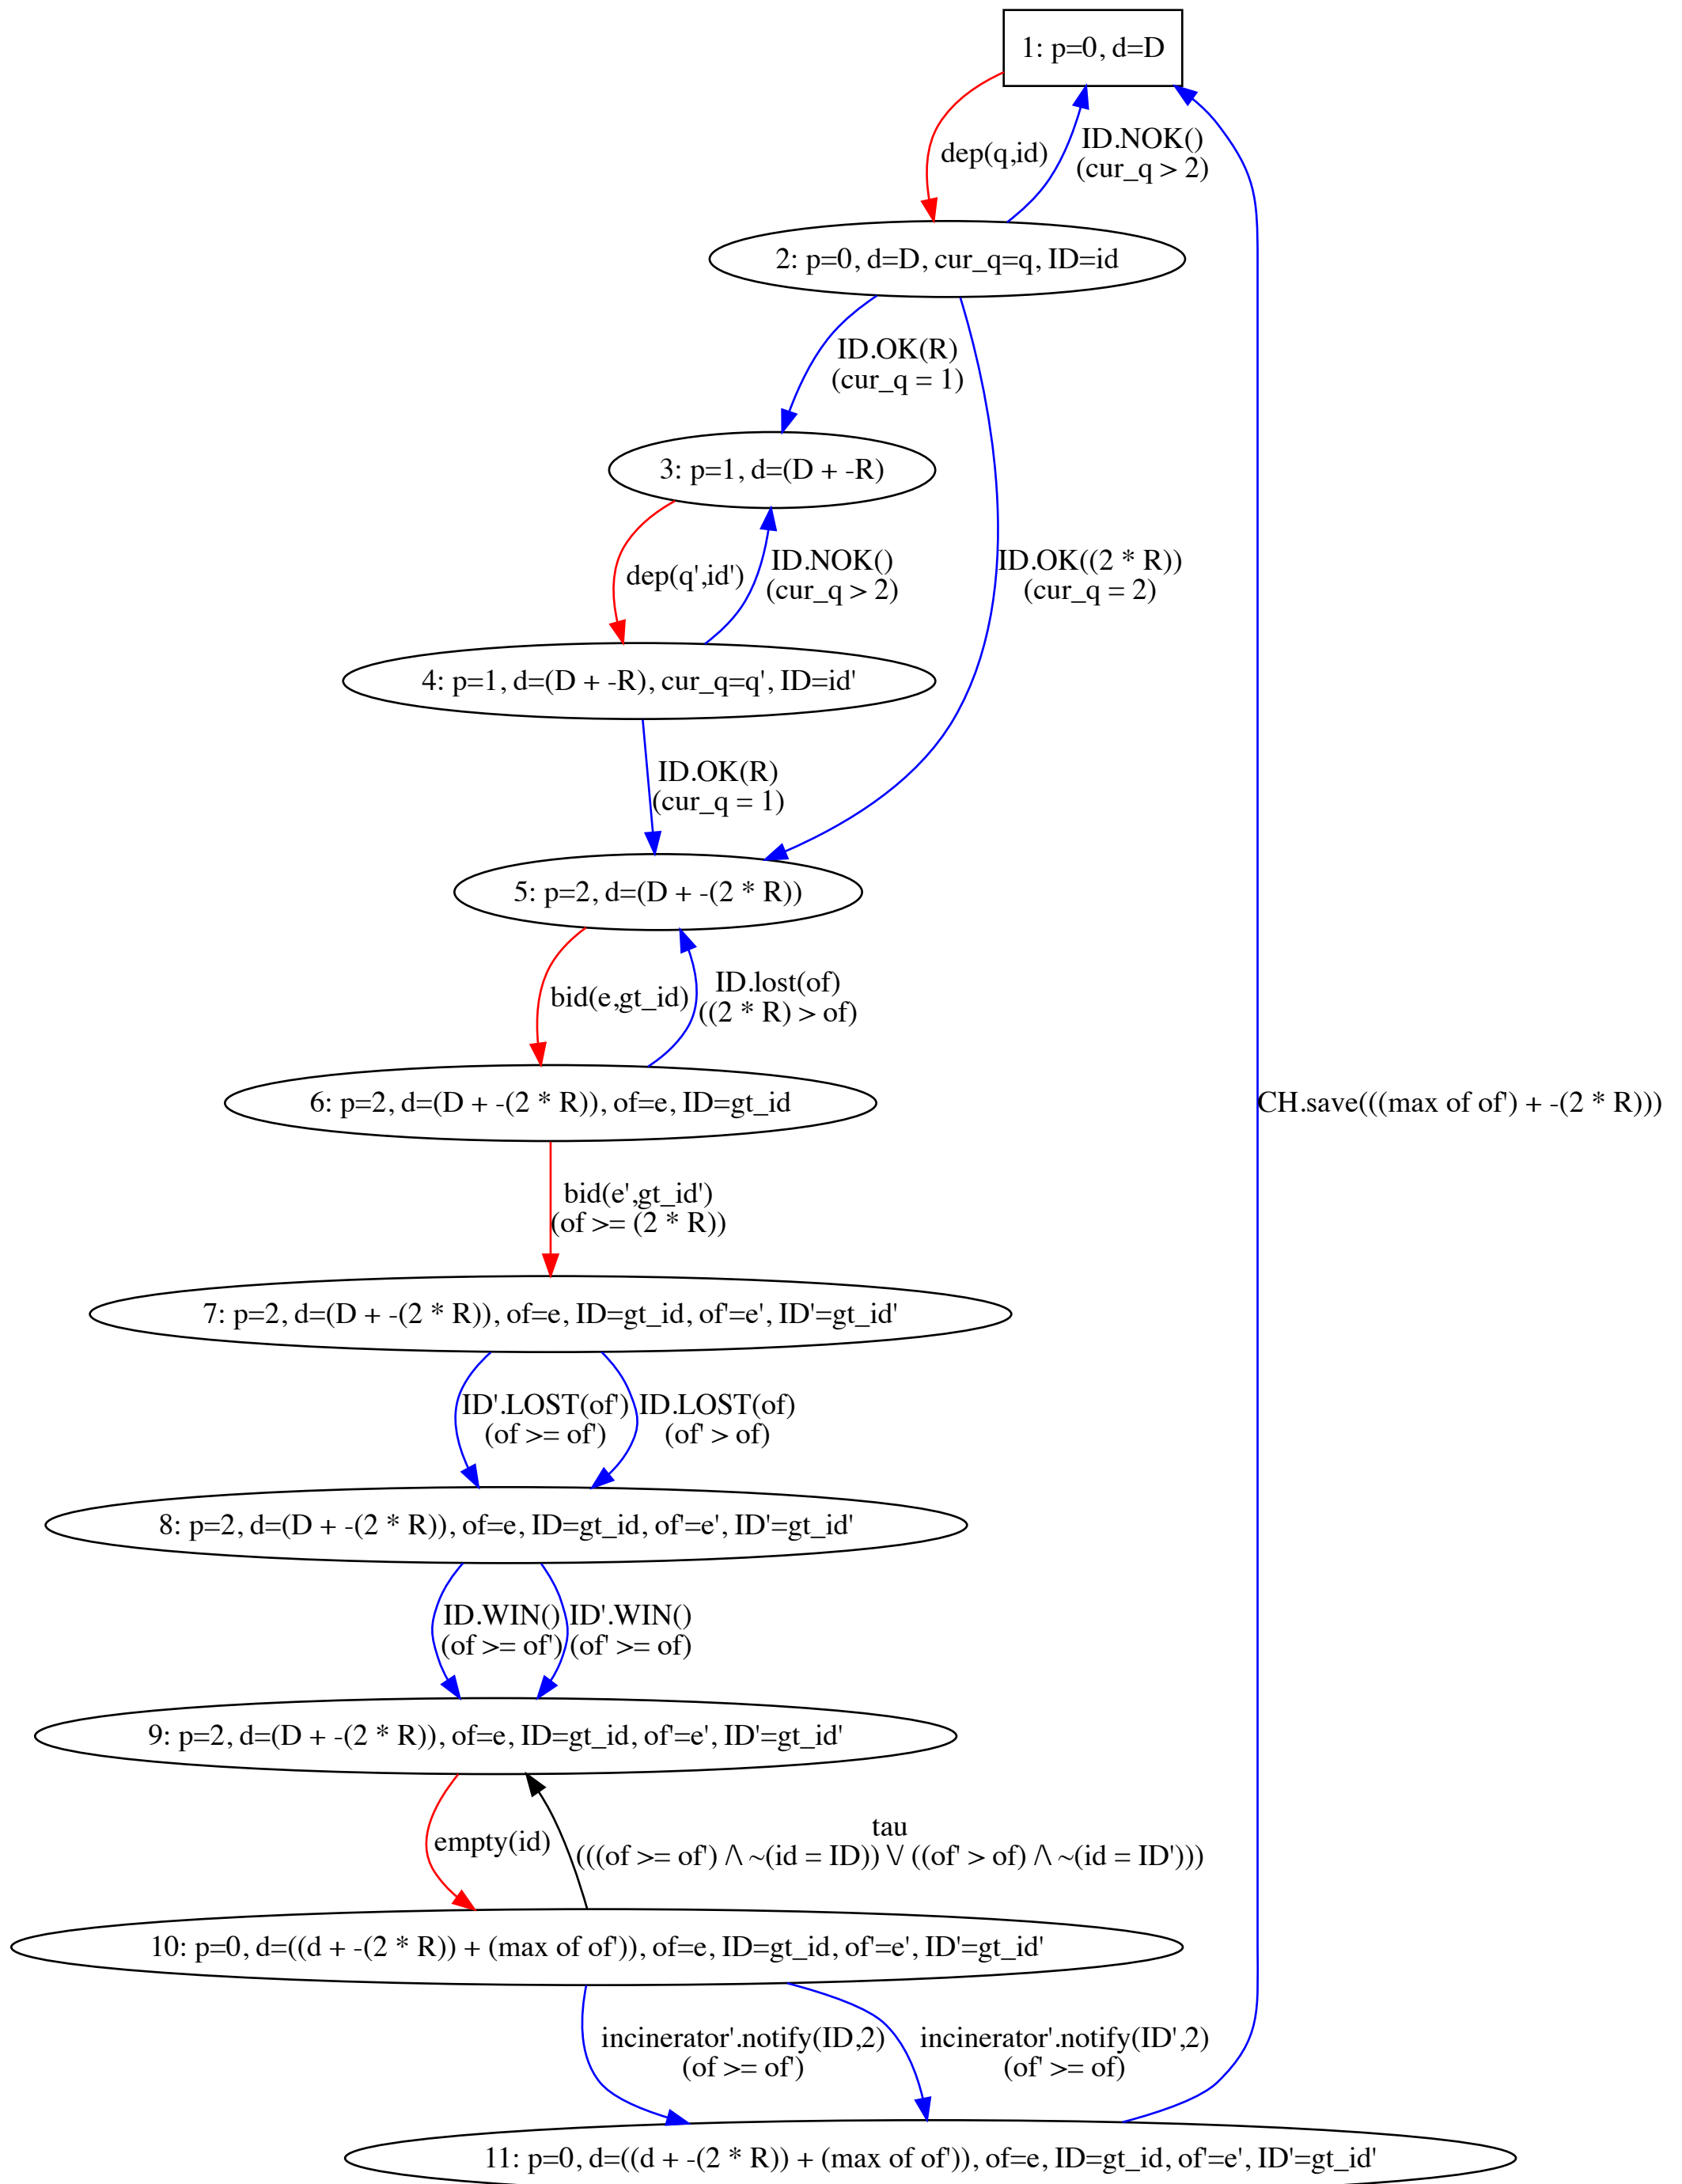 1: p=0, d=D
dep(q,id)
ID.NOK()
(cur_q > 2)
2: p=0, d=D, cur_q=q, ID=id
ID.OK(R)
(cur_q = 1)
3: p=1, d=(D + -R)
dep(q',id')
ID.NOK()
(cur_q > 2)
ID.OK((2 * R))
(cur_q = 2)
4: p=1, d=(D + -R), cur_q=q', ID=id'
ID.OK(R)
(cur_q = 1)
5: p=2, d=(D + -(2 * R))
bid(e,gt_id)
ID.lost(of)
((2 * R) > of)
6: p=2, d=(D + -(2 * R)), of=e, ID=gt_id
CH.save(((max of of') + -(2 * R)))
bid(e',gt_id')
(of >= (2 * R))
7: p=2, d=(D + -(2 * R)), of=e, ID=gt_id, of'=e', ID'=gt_id'
ID'.LOST(of')
(of >= of')
ID.LOST(of)
(of' > of)
8: p=2, d=(D + -(2 * R)), of=e, ID=gt_id, of'=e', ID'=gt_id'
ID.WIN()
(of >= of')
ID'.WIN()
(of' >= of)
9: p=2, d=(D + -(2 * R)), of=e, ID=gt_id, of'=e', ID'=gt_id'
empty(id)
tau
(((of >= of') /\ ~(id = ID)) \/ ((of' > of) /\ ~(id = ID')))
10: p=0, d=((d + -(2 * R)) + (max of of')), of=e, ID=gt_id, of'=e', ID'=gt_id'
incinerator'.notify(ID,2)
(of >= of')
incinerator'.notify(ID',2)
(of' >= of)
11: p=0, d=((d + -(2 * R)) + (max of of')), of=e, ID=gt_id, of'=e', ID'=gt_id'